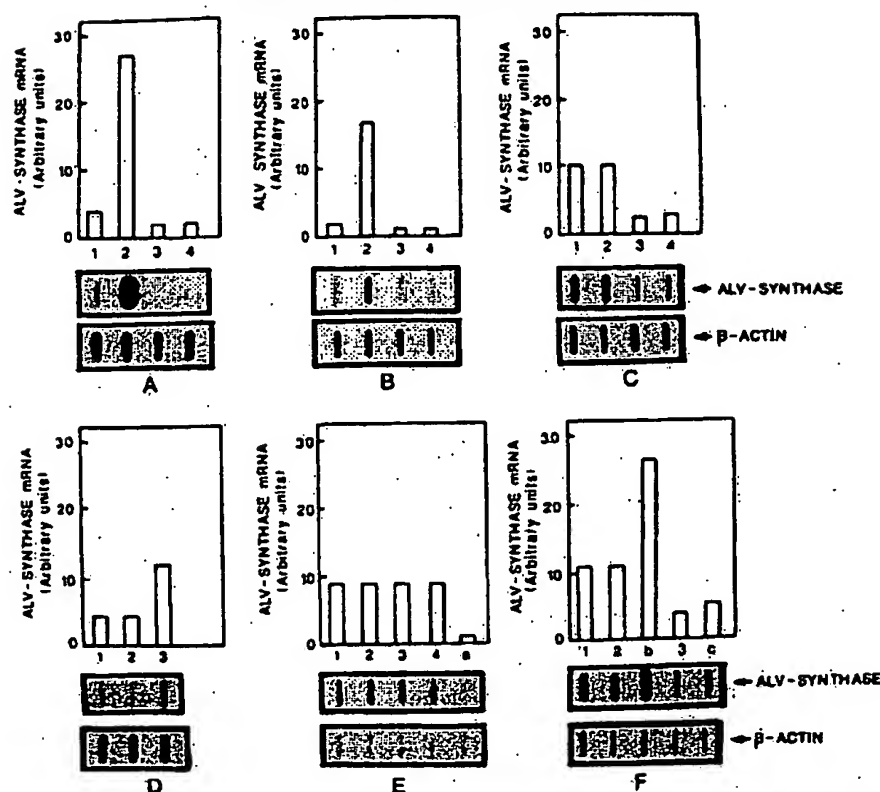 ALV-SYNTHASE mRNA
(Arbitrary units)
30
20
10
0
1 2 3 4
A
ALV SYNTHASE mRNA
(Arbitrary units)
30
20
10
0
1 2 3 4
B
ALV-SYNTHASE mRNA
(Arbitrary units)
30
20
10
0
1 2 3 4
ALV-SYNTHASE
β-ACTIN
C
ALV-SYNTHASE mRNA
(Arbitrary units)
30
20
10
0
1 2 3
D
ALV-SYNTHASE mRNA
(Arbitrary units)
30
20
10
0
1 2 3 4 a
E
ALV-SYNTHASE mRNA
(Arbitrary units)
30
20
10
0
1 2 b 3 c
ALV-SYNTHASE
β-ACTIN
F